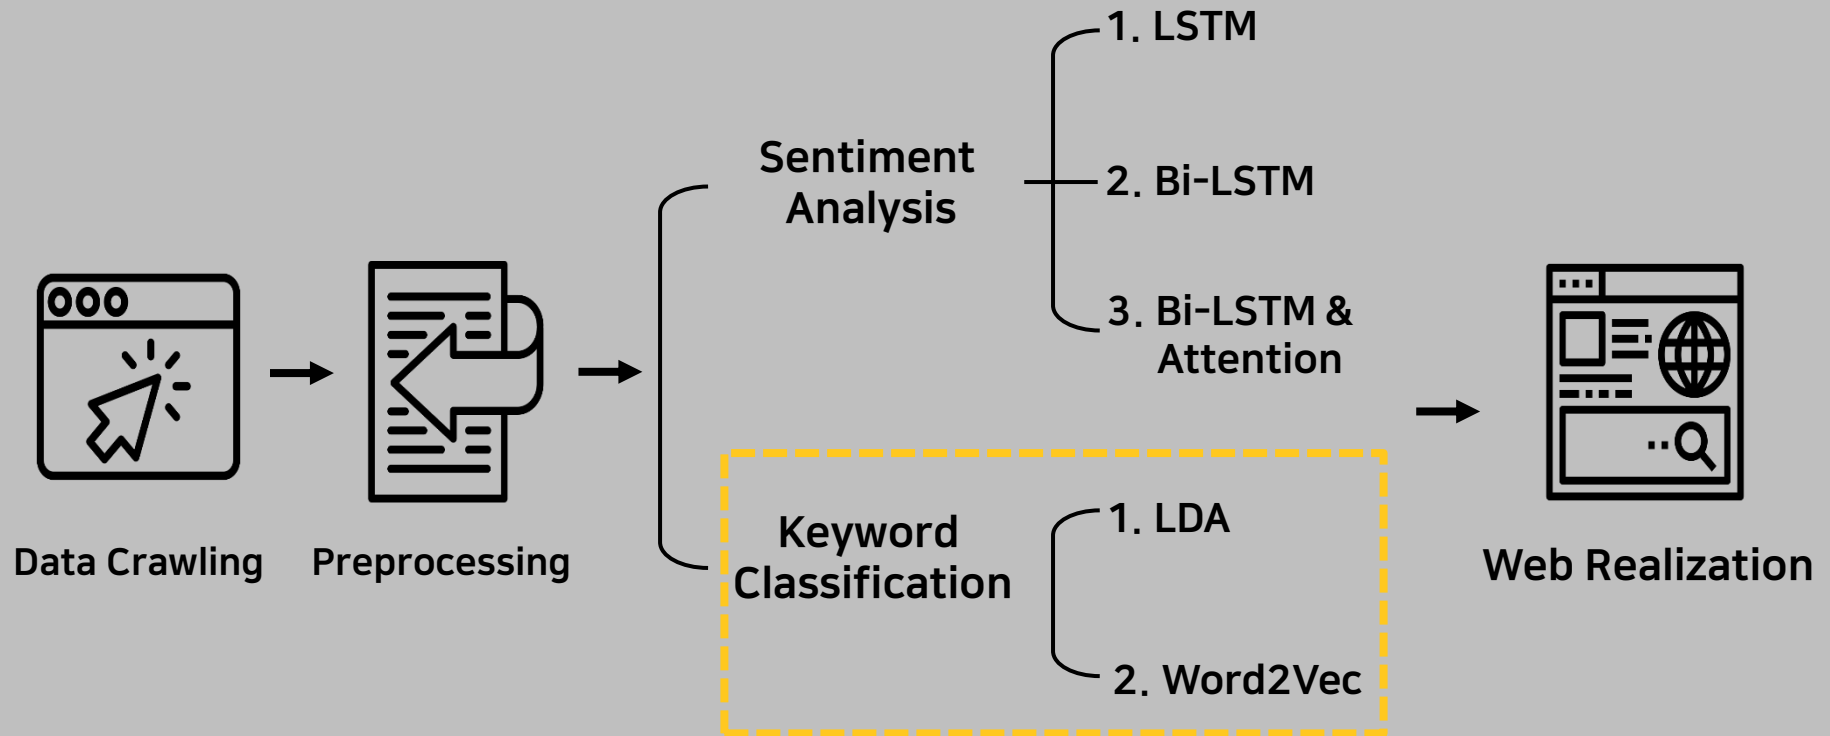 Data Crawling
Preprocessing
Sentiment
Analysis
1. LSTM
2. Bi-LSTM
3. Bi-LSTM &
Attention
Keyword
Classification
1. LDA
2. Word2Vec
Web Realization